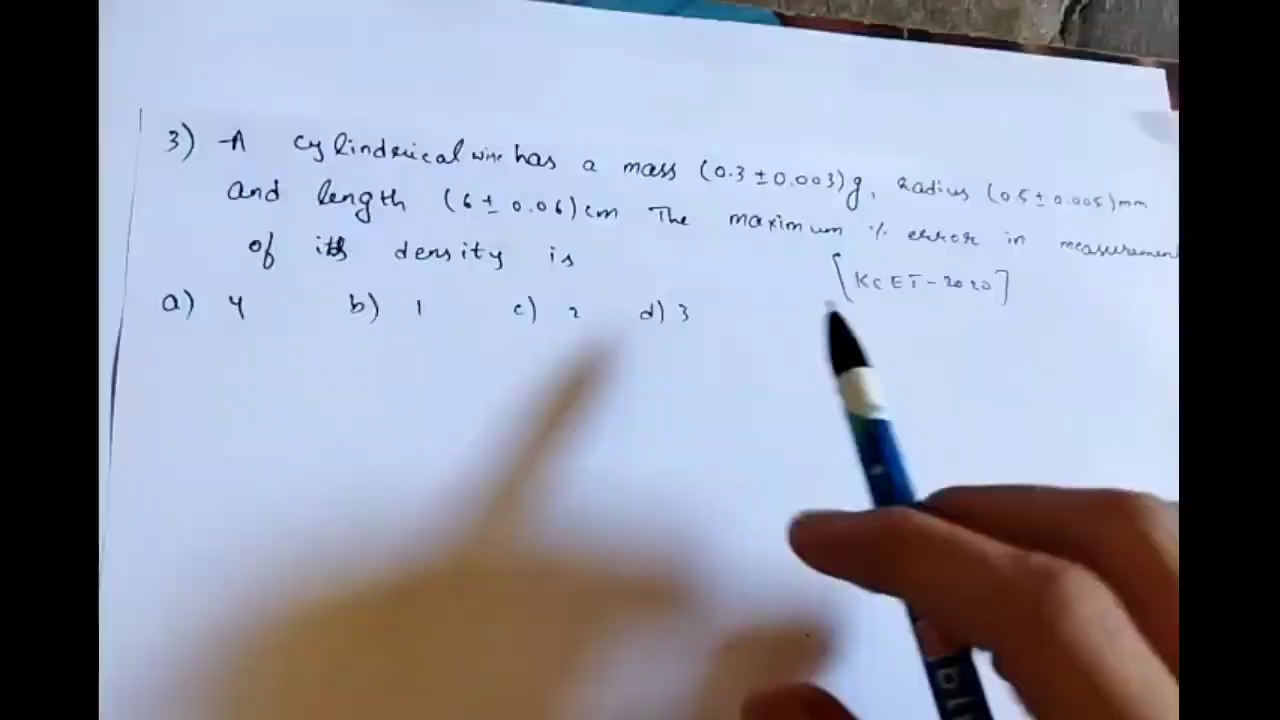 3) A cylindrical wire has a mass (0.3 ± 0.003)g, radius (0.5 ± 0.005)mm
and length (6 ± 0.06)cm The maximum % error in measurement
of its density is
[KCET-2020]
a) 4 b) 1 c) 2 d) 3